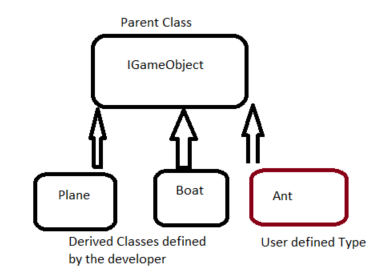 Parent Class
IGameObject
Plane
Boat
Ant
Derived Classes defined
by the developer
User defined Type